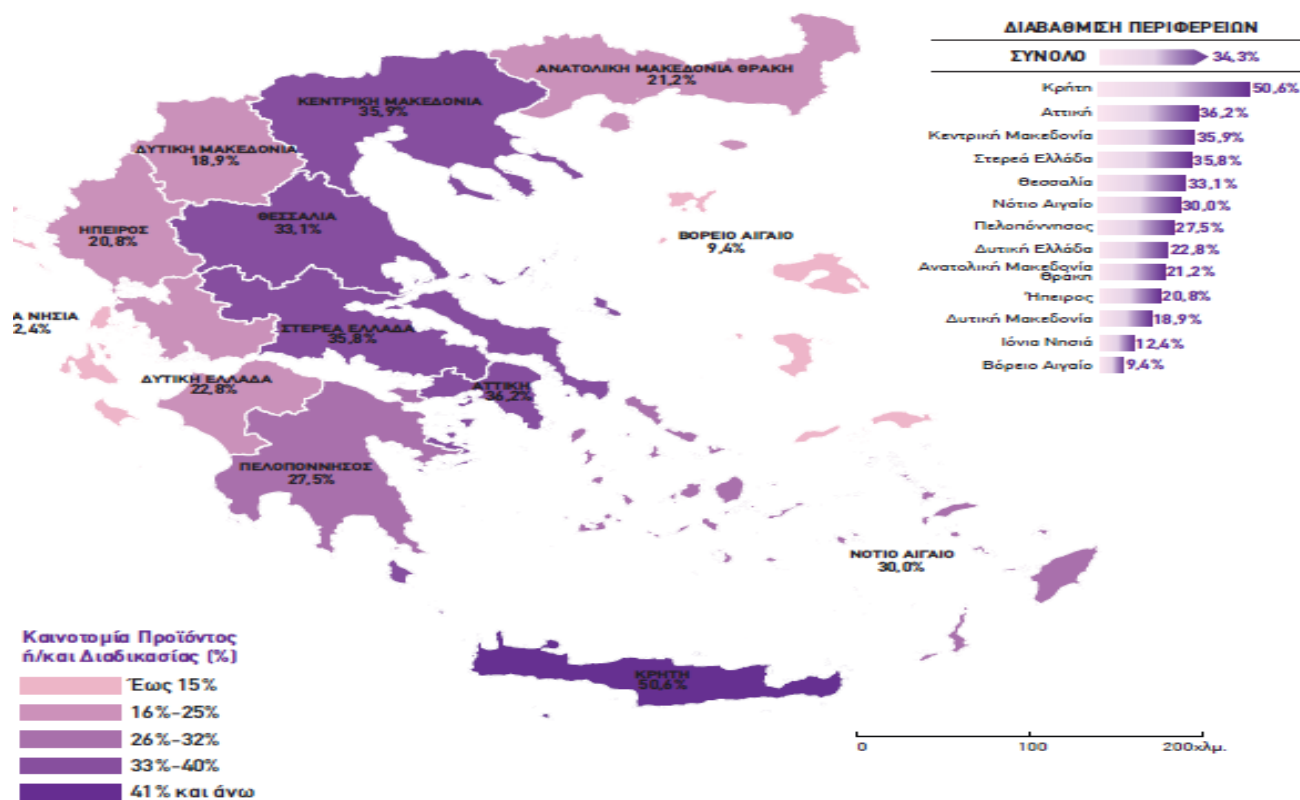 ΔΙΑΒΑΘΜΙΣΗ ΠΕΡΙΦΕΡΕΙΩΝ
ΣΥΝΟΛΟ 34,3%
Κρήτη 50,6%
Αττική 36,2%
Κεντρική Μακεδονία 35,9%
Στερεά Ελλάδα 35,8%
Θεσσαλία 33,1%
Νότιο Αιγαίο 30,0%
Πελοπόννησος 27,5%
Δυτική Ελλάδα 22,8%
Ανατολική Μακεδονία
Θράκη 21,2%
Ήπειρος 20,8%
Δυτική Μακεδονία 18,9%
Ιόνια Νησιά 12,4%
Βόρειο Αιγαίο 9,4%
ΑΝΑΤΟΛΙΚΗ ΜΑΚΕΔΟΝΙΑ ΘΡΑΚΗ
21,2%
ΚΕΝΤΡΙΚΗ ΜΑΚΕΔΟΝΙΑ
35,9%
ΔΥΤΙΚΗ ΜΑΚΕΔΟΝΙΑ
18,9%
ΗΠΕΙΡΟΣ
20,8%
ΘΕΣΣΑΛΙΑ
33,1%
ΒΟΡΕΙΟ ΑΙΓΑΙΟ
9,4%
Α ΝΗΣΙΑ
2,4%
ΣΤΕΡΕΑ ΕΛΛΑΔΑ
35,8%
ΔΥΤΙΚΗ ΕΛΛΑΔΑ
22,8%
ΑΤΤΙΚΗ
36,2%
ΠΕΛΟΠΟΝΝΗΣΟΣ
27,5%
ΝΟΤΙΟ ΑΙΓΑΙΟ
30,0%
ΚΡΗΤΗ
50,6%
Καινοτομία Προϊόντος
ή/και Διαδικασίας (%)
Έως 15%
16%-25%
26%-32%
33%-40%
41% και άνω
0 100 200χλμ.